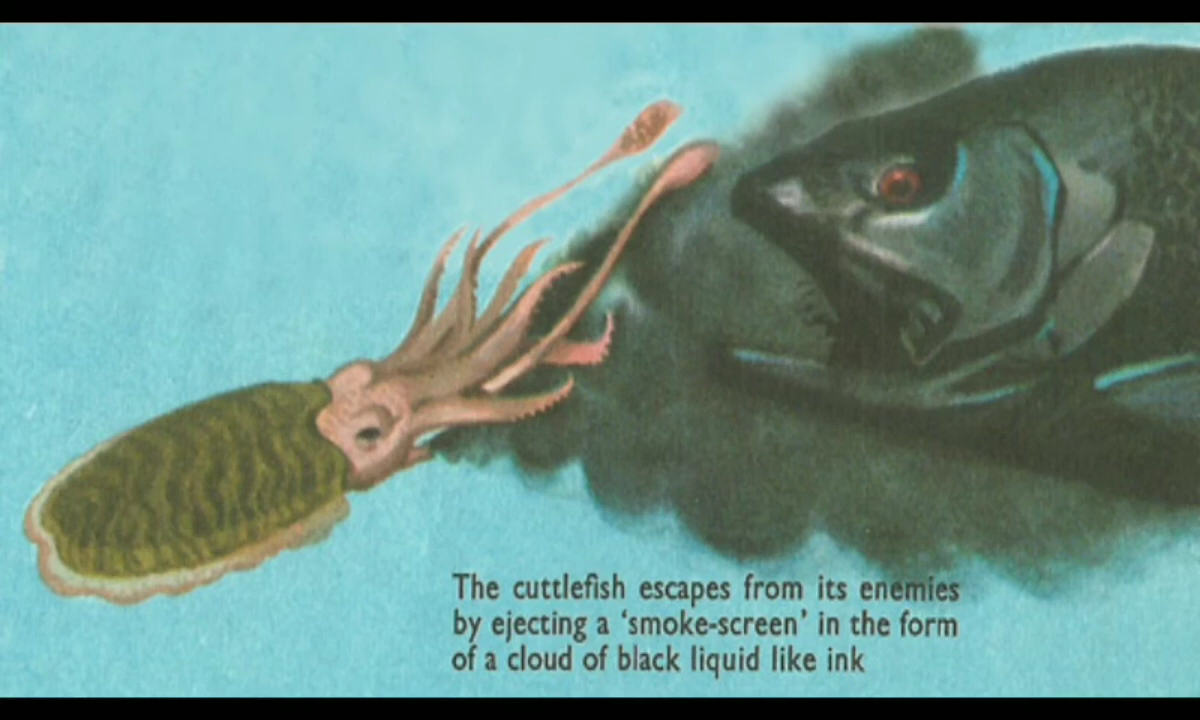 The cuttlefish escapes from its enemies
by ejecting a ‘smoke-screen’ in the form
of a cloud of black liquid like ink